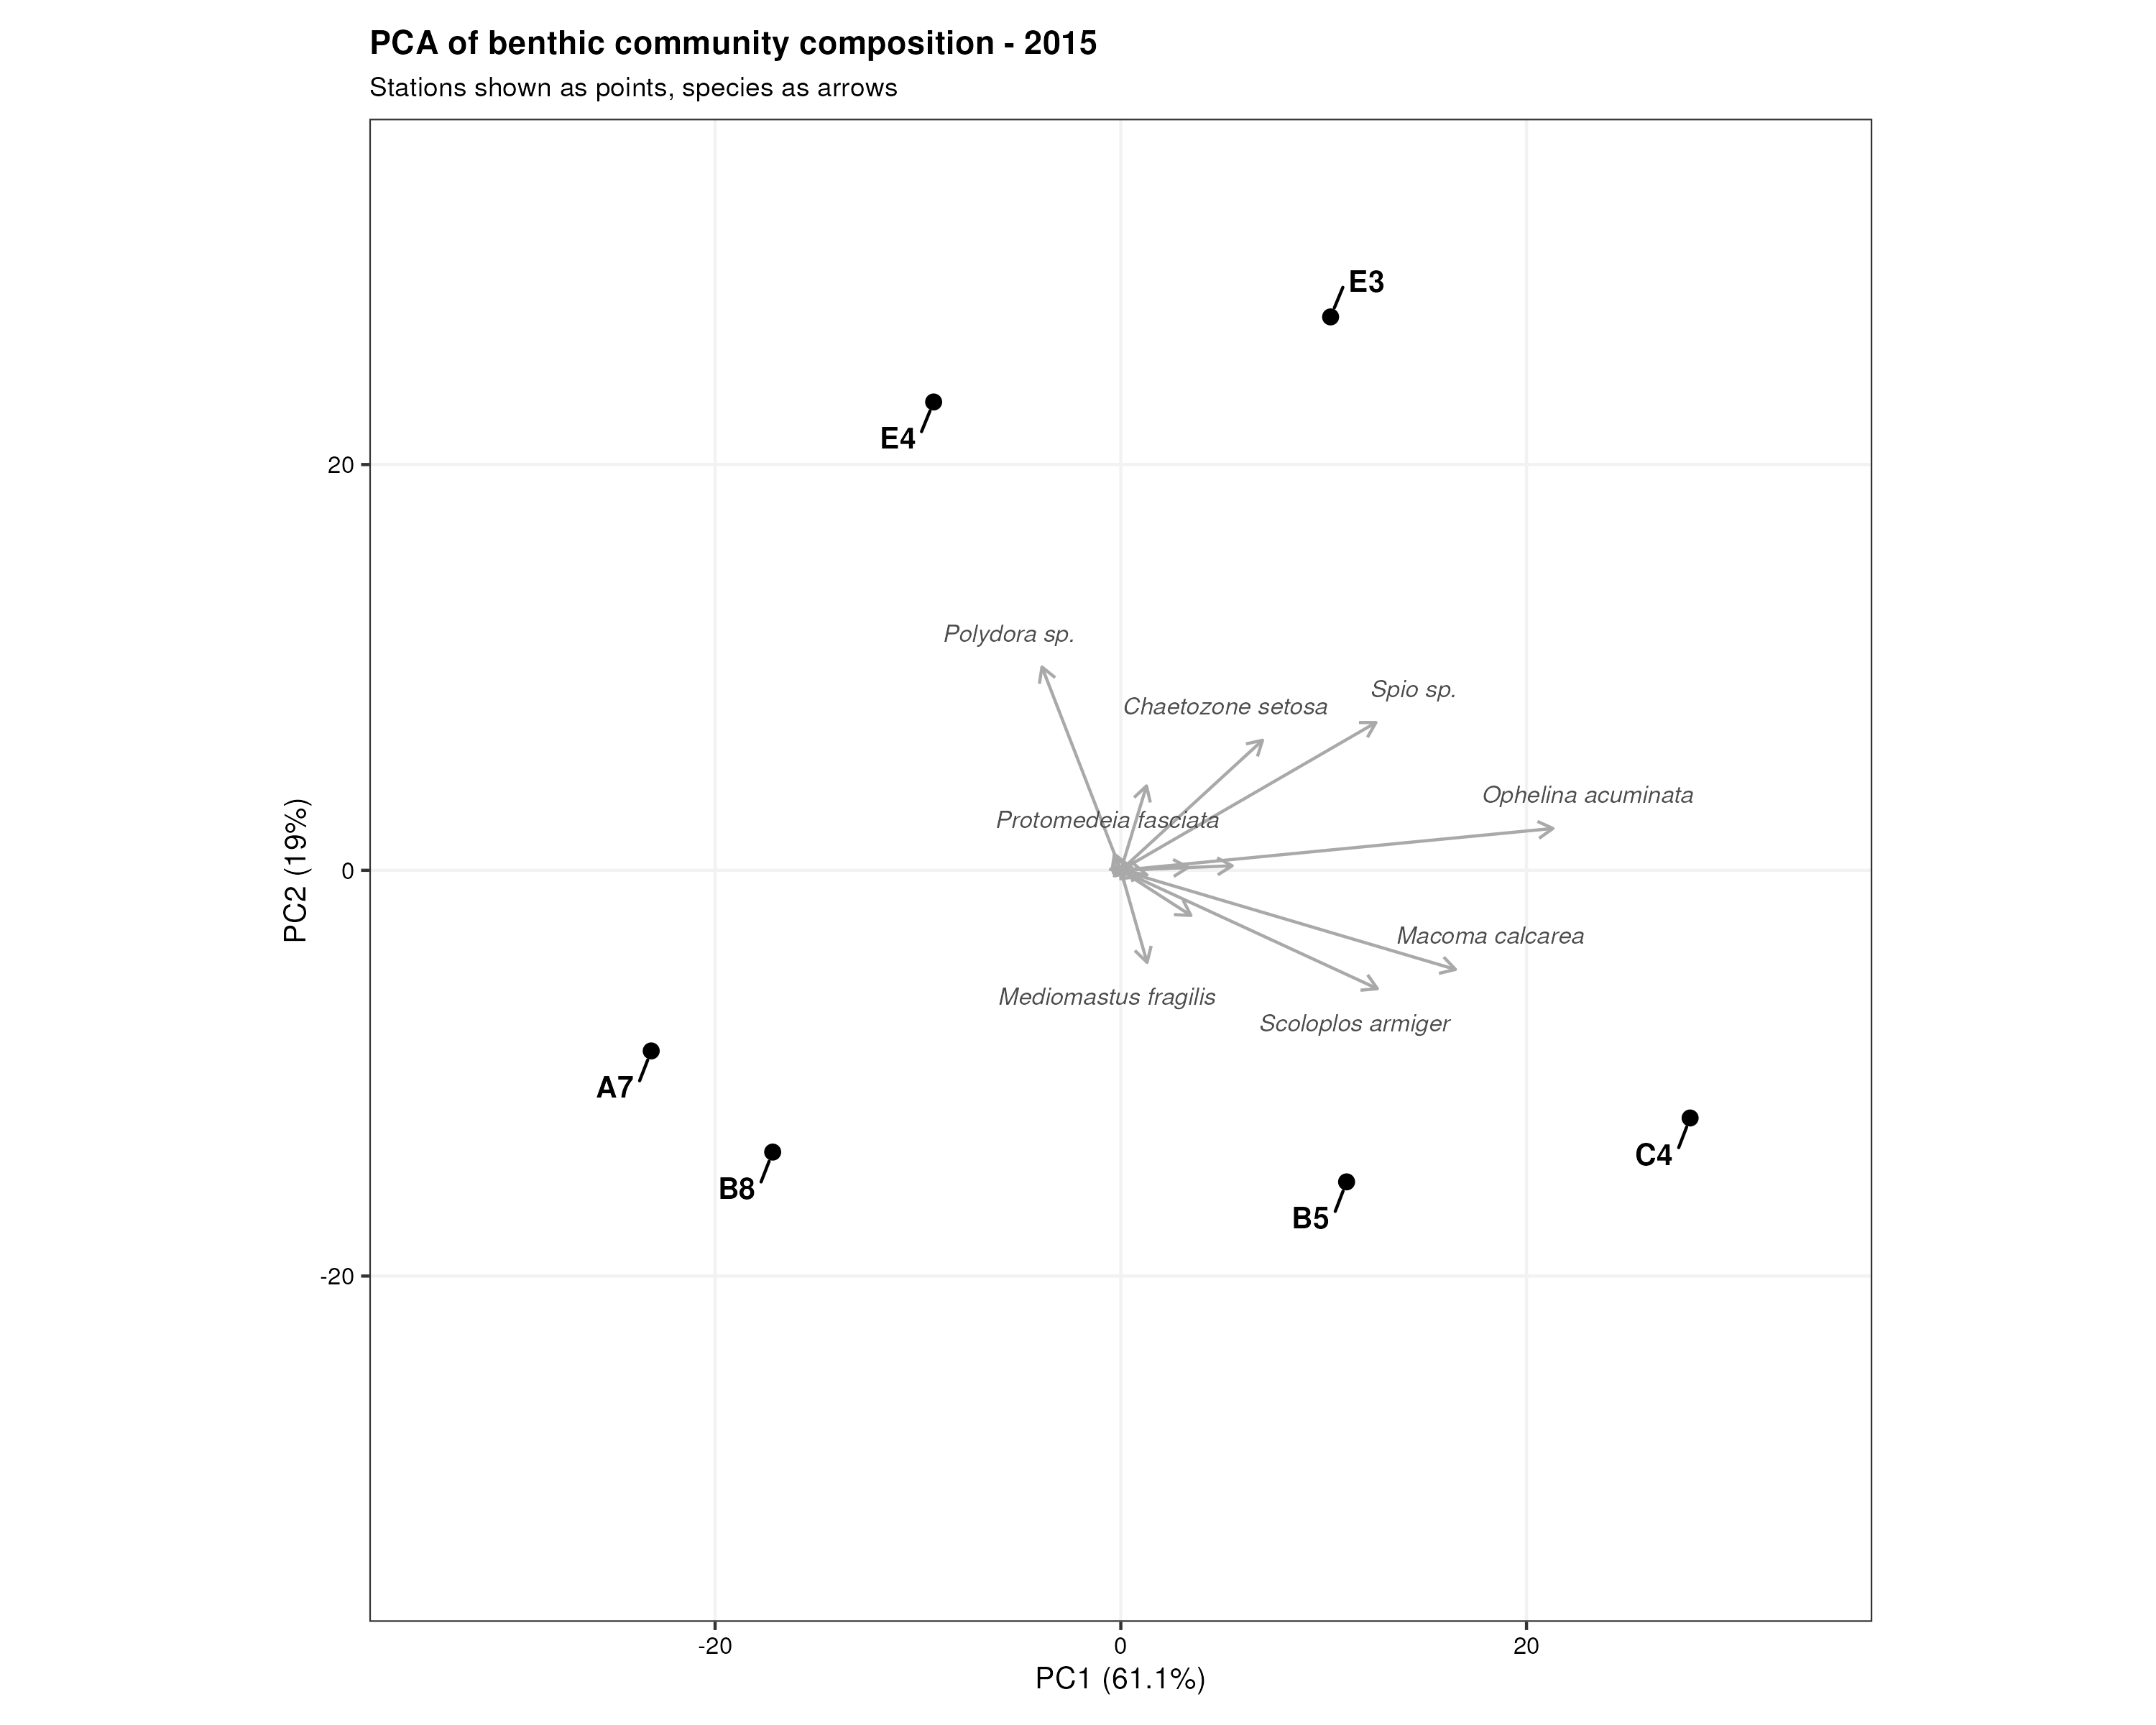 PCA of benthic community composition - 2015
Stations shown as points, species as arrows
E3
E4
20
Polydora sp.
Spio sp.
Chaetozone setosa
Ophelina acuminata
Protomedeia fasciata
0
PC2 (19%)
Macoma calcarea
Mediomastus fragilis
Scoloplos armiger
A7
C4
B8
B5
-20
-20
0
20
PC1 (61.1%)